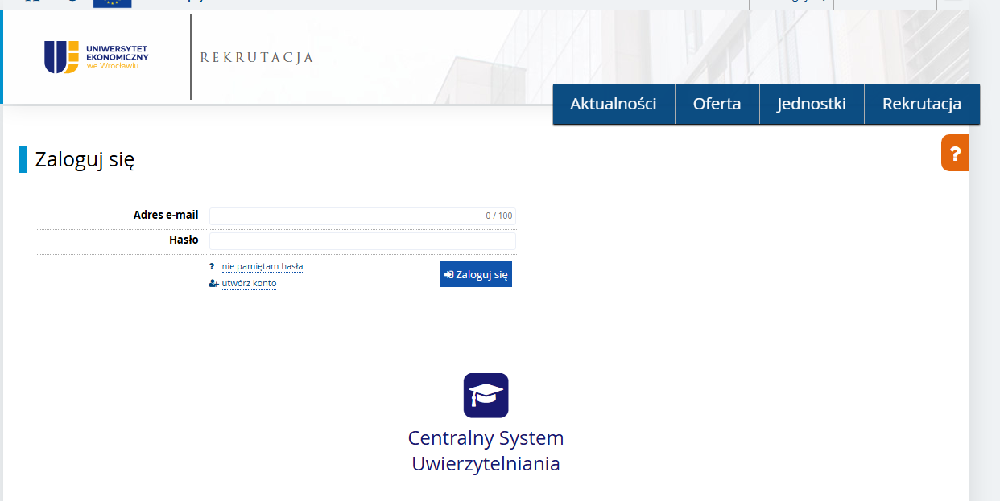 UNIWERSYTET
EKONOMICZNY
we Wrocławiu
REKRUTACJA
Aktualności
Oferta
Jednostki
Rekrutacja
?
Zaloguj się
Adres e-mail
0 / 100
Hasło
? nie pamiętam hasła
utwórz konto
Zaloguj się
Centralny System
Uwierzytelniania